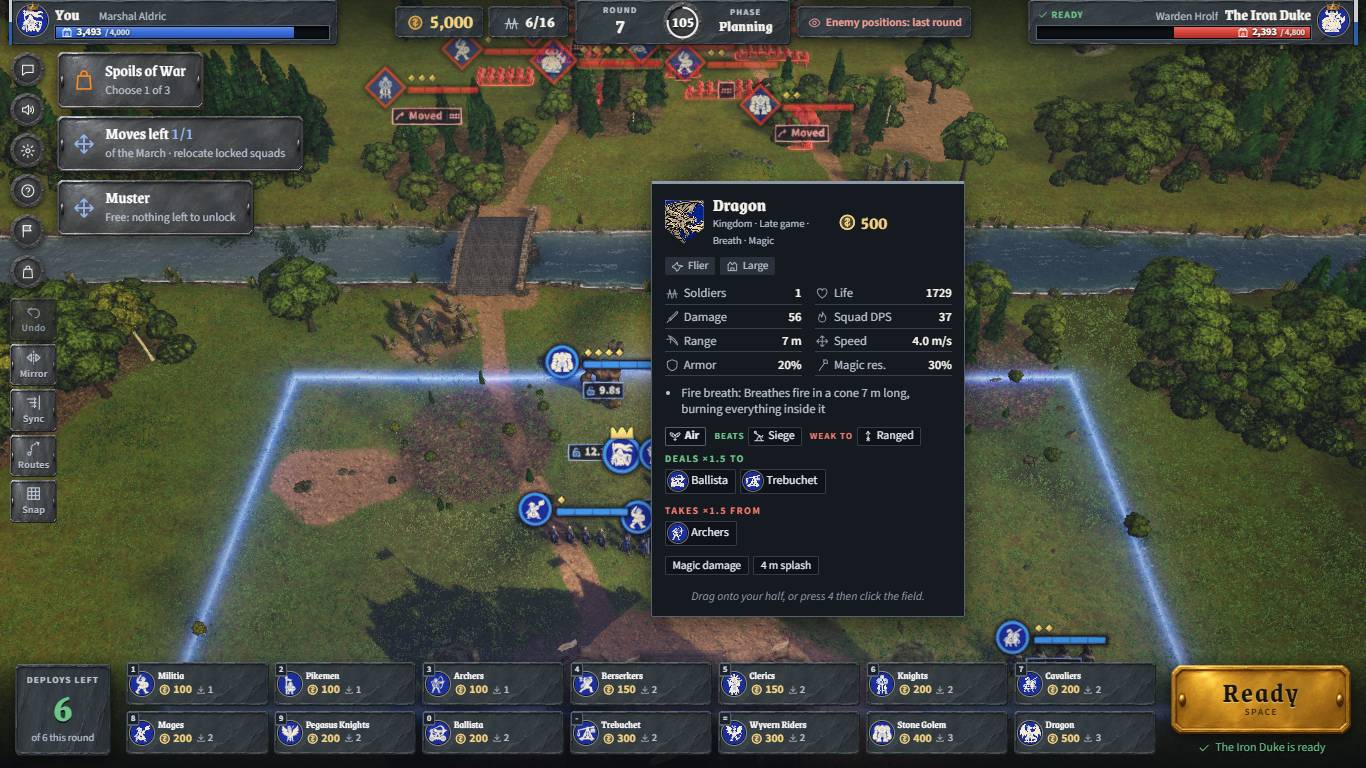 You
Marshal Aldric
3,493 / 4,000
5,000
6/16
ROUND
7
105
PHASE
Planning
Enemy positions: last round
READY
Warden Hrolf The Iron Duke
2,393 / 4,800
Spoils of War
Choose 1 of 3
Moves left 1/1
of the March · relocate locked squads
Muster
Free: nothing left to unlock
Undo
Mirror
Sync
Routes
Snap
Moved
Moved
9.8s
12.
Dragon
Kingdom · Late game ·
Breath · Magic
500
Flier
Large
Soldiers 1
Life 1729
Damage 56
Squad DPS 37
Range 7 m
Speed 4.0 m/s
Armor 20%
Magic res. 30%
• Fire breath: Breathes fire in a cone 7 m long,
burning everything inside it
Air BEATS Siege WEAK TO Ranged
DEALS ×1.5 TO
Ballista
Trebuchet
TAKES ×1.5 FROM
Archers
Magic damage
4 m splash
Drag onto your half, or press 4 then click the field.
DEPLOYS LEFT
6
of 6 this round
1 Militia
100 1
2 Pikemen
100 1
3 Archers
100 1
4 Berserkers
150 2
5 Clerics
150 2
6 Knights
200 2
7 Cavaliers
200 2
8 Mages
200 2
9 Pegasus Knights
200 2
0 Ballista
200 2
- Trebuchet
300 2
= Wyvern Riders
300 2
Stone Golem
400 3
Dragon
500 3
Ready
SPACE
The Iron Duke is ready